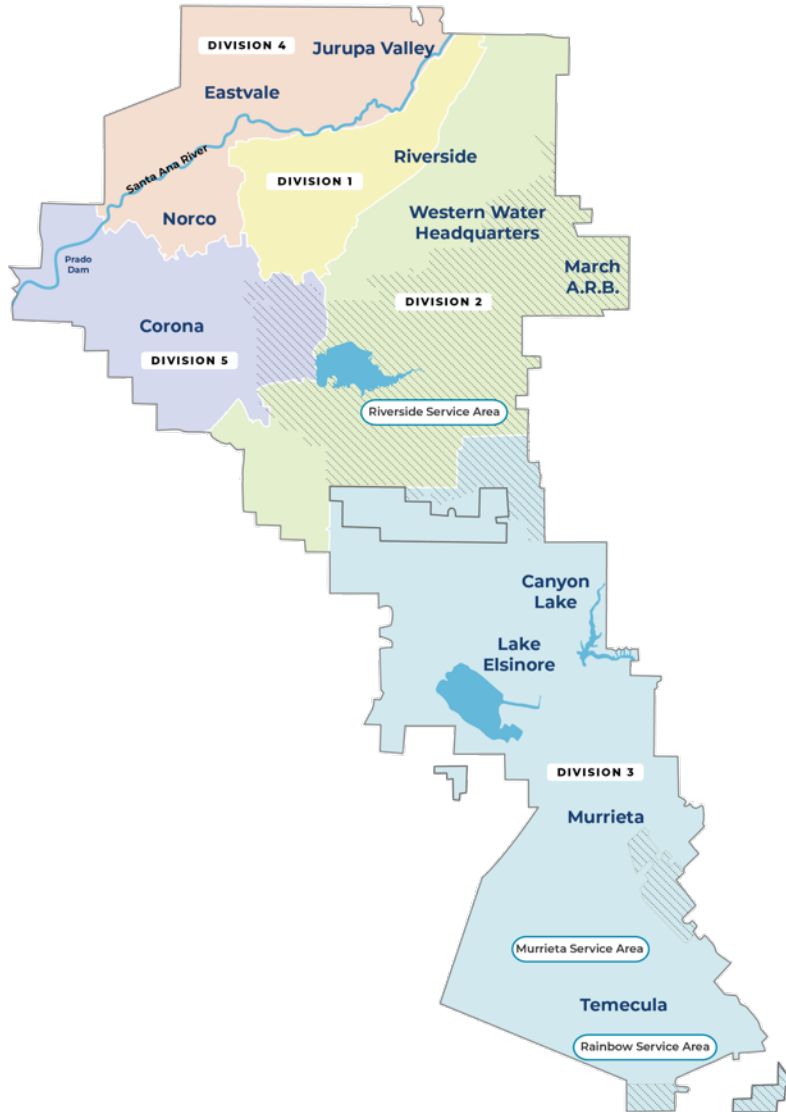 DIVISION 4
Jurupa Valley
Eastvale
Santa Ana River
Riverside
DIVISION 1
Norco
Western Water
Headquarters
Prado
Dam
March
A.R.B.
DIVISION 2
Corona
DIVISION 5
Riverside Service Area
Canyon
Lake
Lake
Elsinore
DIVISION 3
Murrieta
Murrieta Service Area
Temecula
Rainbow Service Area